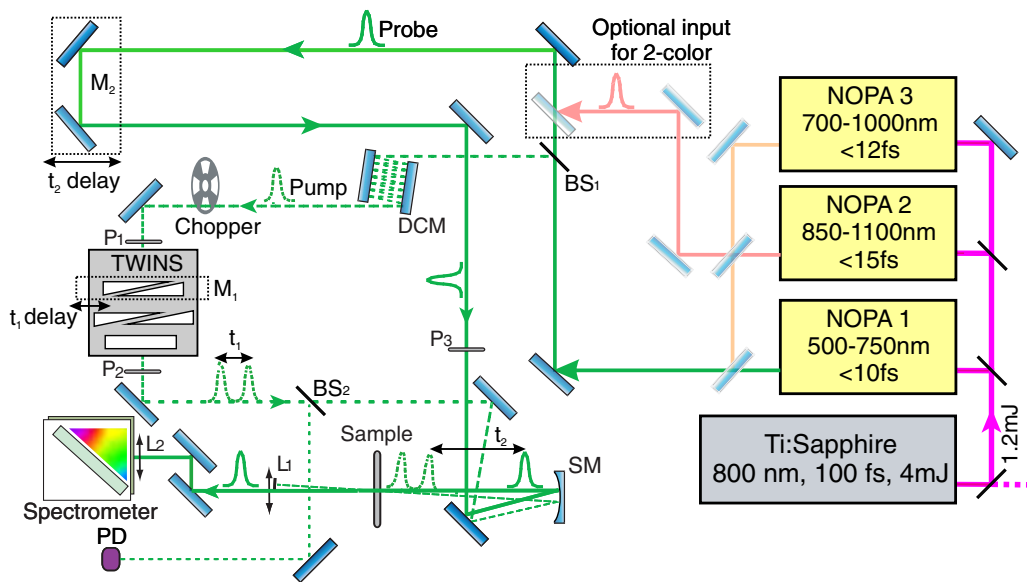 Probe
Optional input
for 2-color
M2
t2 delay
Pump
Chopper
DCM
BS1
NOPA 3
700-1000nm
<12fs
NOPA 2
850-1100nm
<15fs
NOPA 1
500-750nm
<10fs
Ti:Sapphire
800 nm, 100 fs, 4mJ
1.2mJ
P1
TWINS
M1
t1 delay
P2
t1
P3
BS2
Sample
t2
SM
L2
L1
Spectrometer
PD